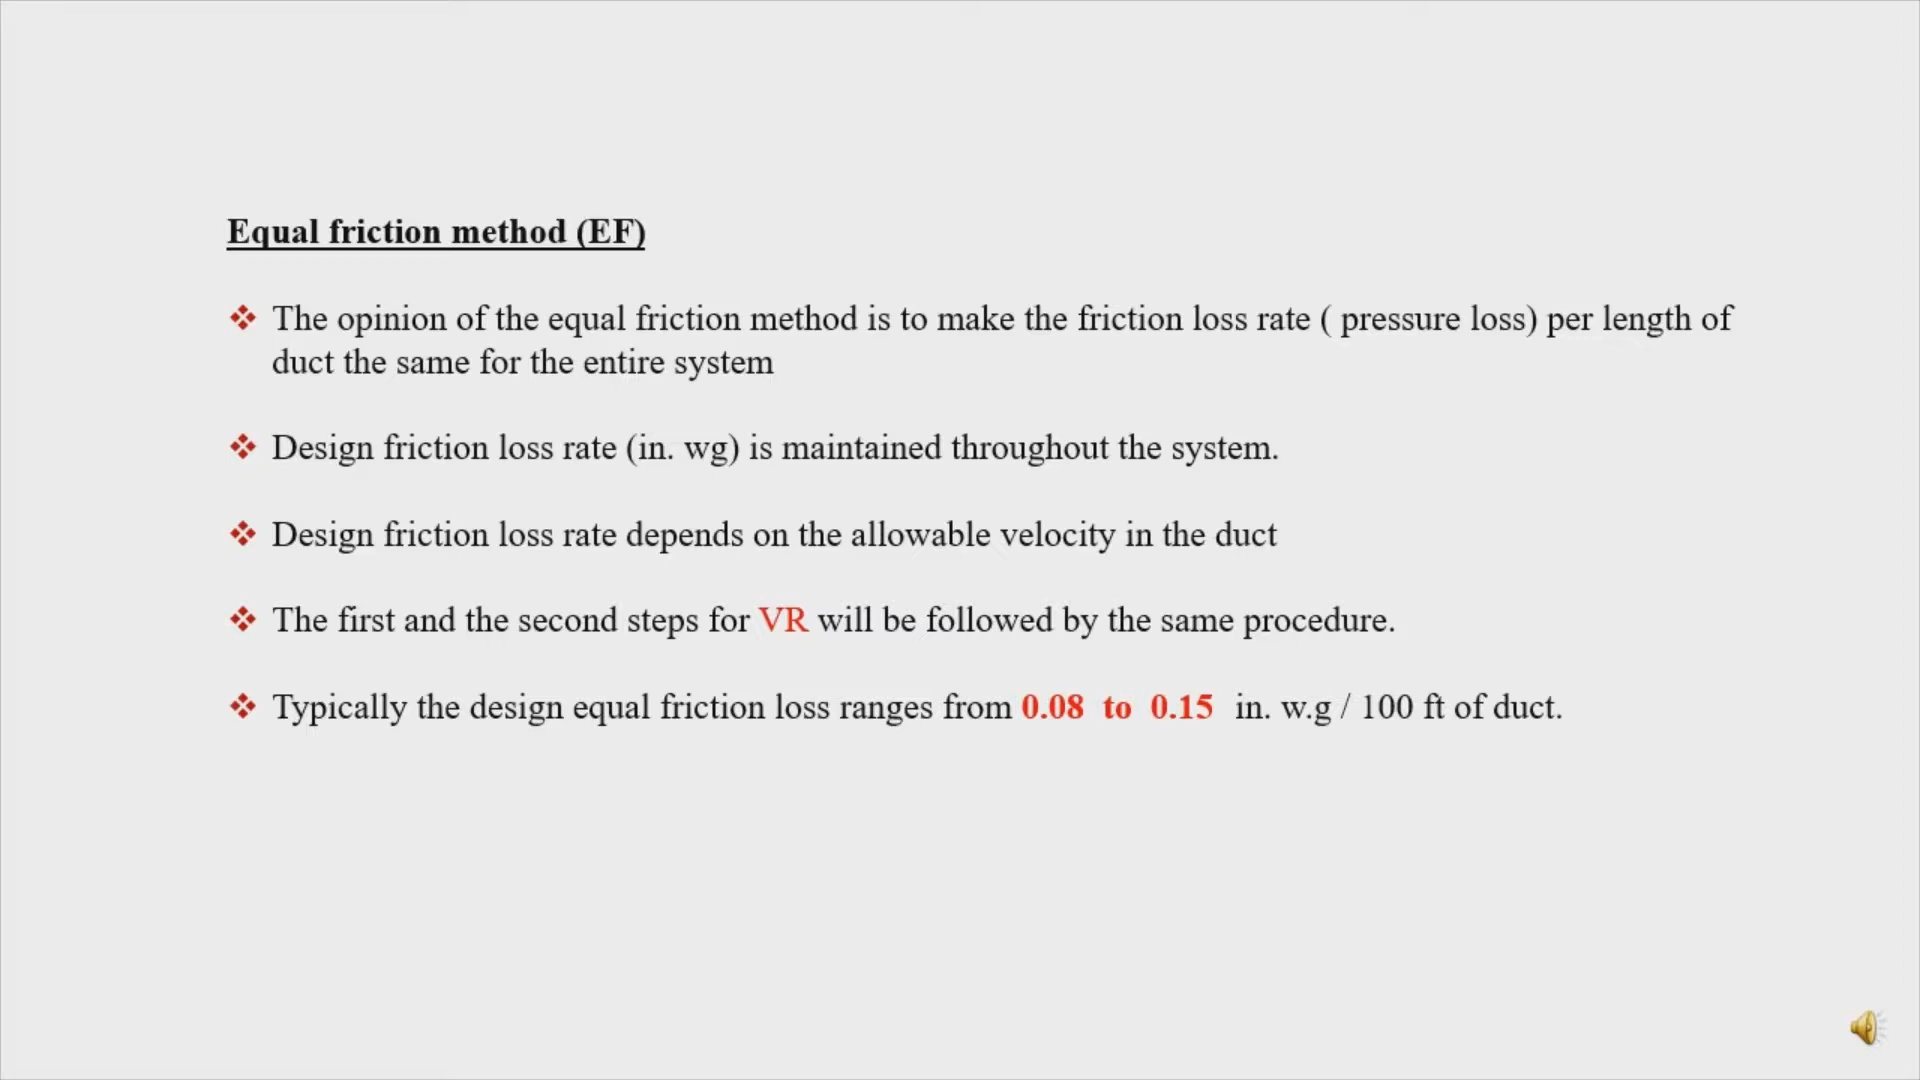 Equal friction method (EF)
The opinion of the equal friction method is to make the friction loss rate ( pressure loss) per length of
duct the same for the entire system
Design friction loss rate (in. wg) is maintained throughout the system.
Design friction loss rate depends on the allowable velocity in the duct
The first and the second steps for VR will be followed by the same procedure.
Typically the design equal friction loss ranges from 0.08 to 0.15 in. w.g / 100 ft of duct.